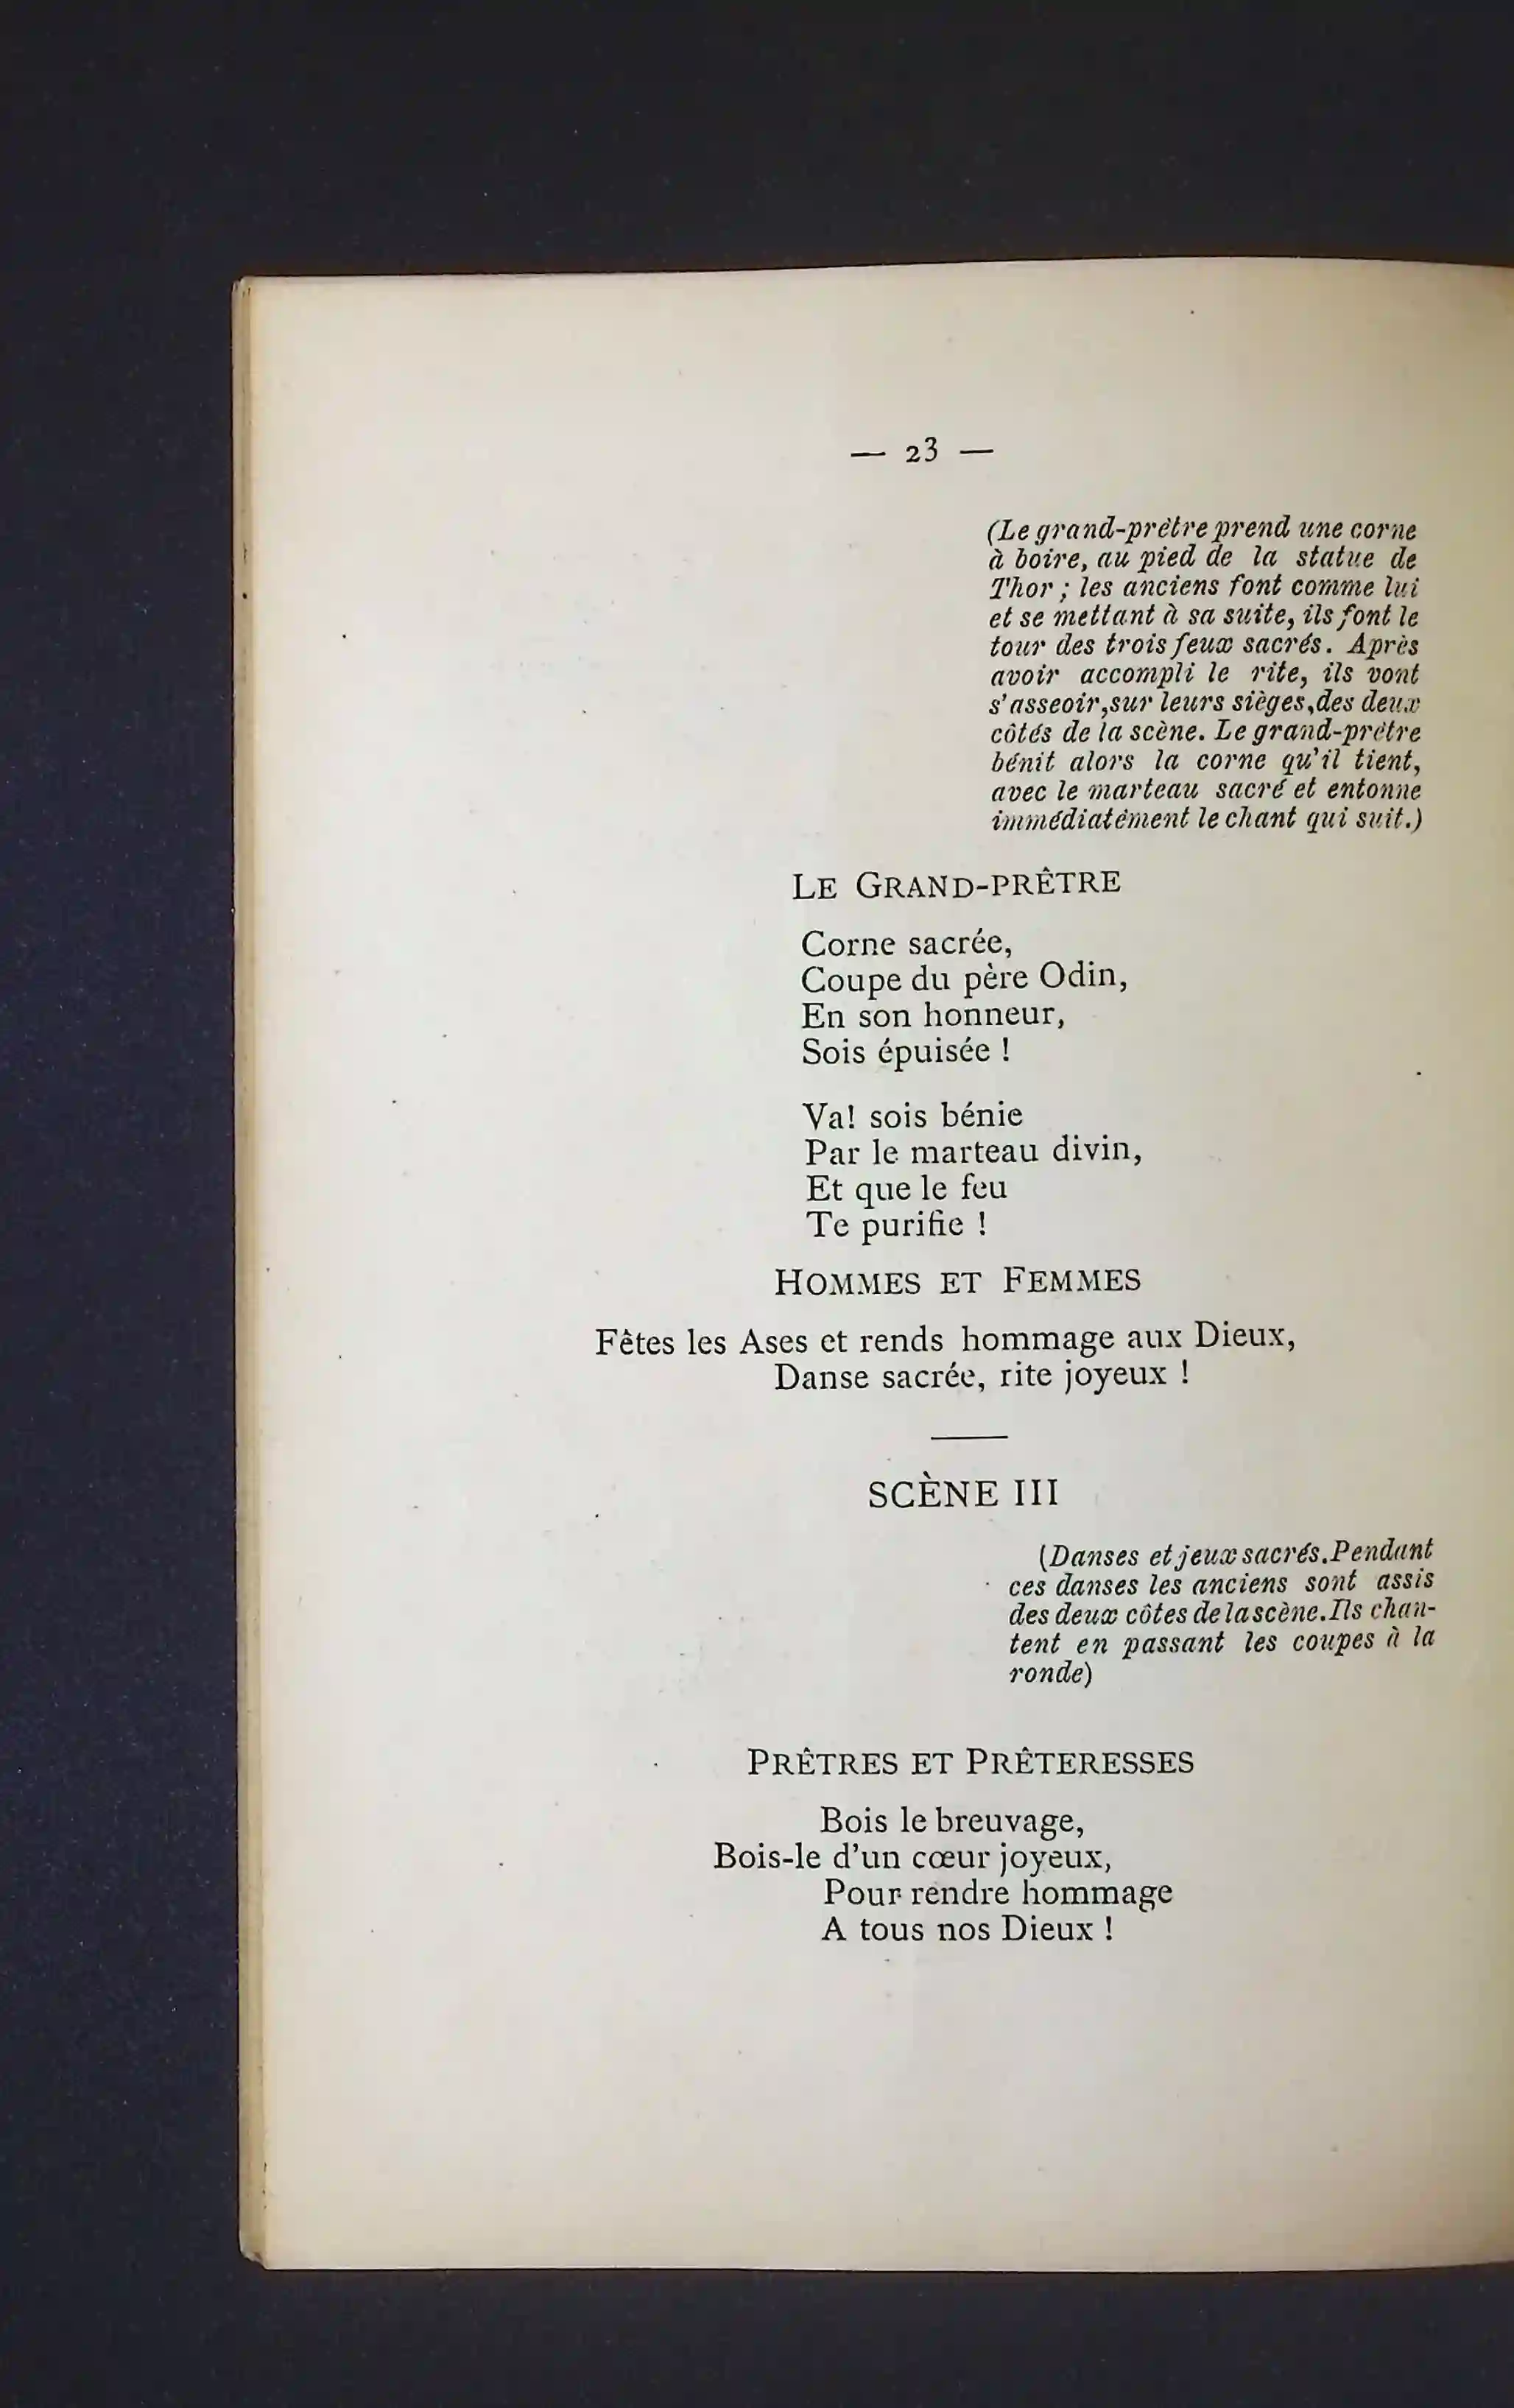 — 23 —
(Le grand-prêtre prend une corne
à boire, au pied de la statue de
Thor ; les anciens font comme lui
et se mettant à sa suite, ils font le
tour des trois feux sacrés. Après
avoir accompli le rite, ils vont
s'asseoir,sur leurs sièges,des deux
côtés de la scène. Le grand-prêtre
bénit alors la corne qu'il tient,
avec le marteau sacré et entonne
immédiatément le chant qui suit.)
LE GRAND-PRÊTRE
Corne sacrée,
Coupe du père Odin,
En son honneur,
Sois épuisée !
Va! sois bénie
Par le marteau divin,
Et que le feu
Te purifie !
HOMMES ET FEMMES
Fêtes les Ases et rends hommage aux Dieux,
Danse sacrée, rite joyeux !
SCÈNE III
(Danses et jeux sacrés.Pendant
ces danses les anciens sont assis
des deux côtes de la scène.Ils chan-
tent en passant les coupes à la
ronde)
PRÊTRES ET PRÊTERESSES
Bois le breuvage,
Bois-le d'un cœur joyeux,
Pour rendre hommage
A tous nos Dieux !